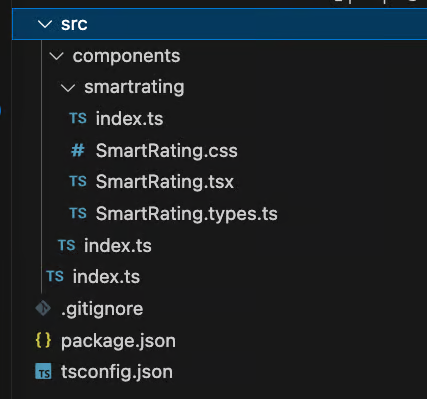 src
components
smartrating
TS index.ts
# SmartRating.css
TS SmartRating.tsx
TS SmartRating.types.ts
TS index.ts
TS index.ts
.gitignore
{} package.json
TS tsconfig.json